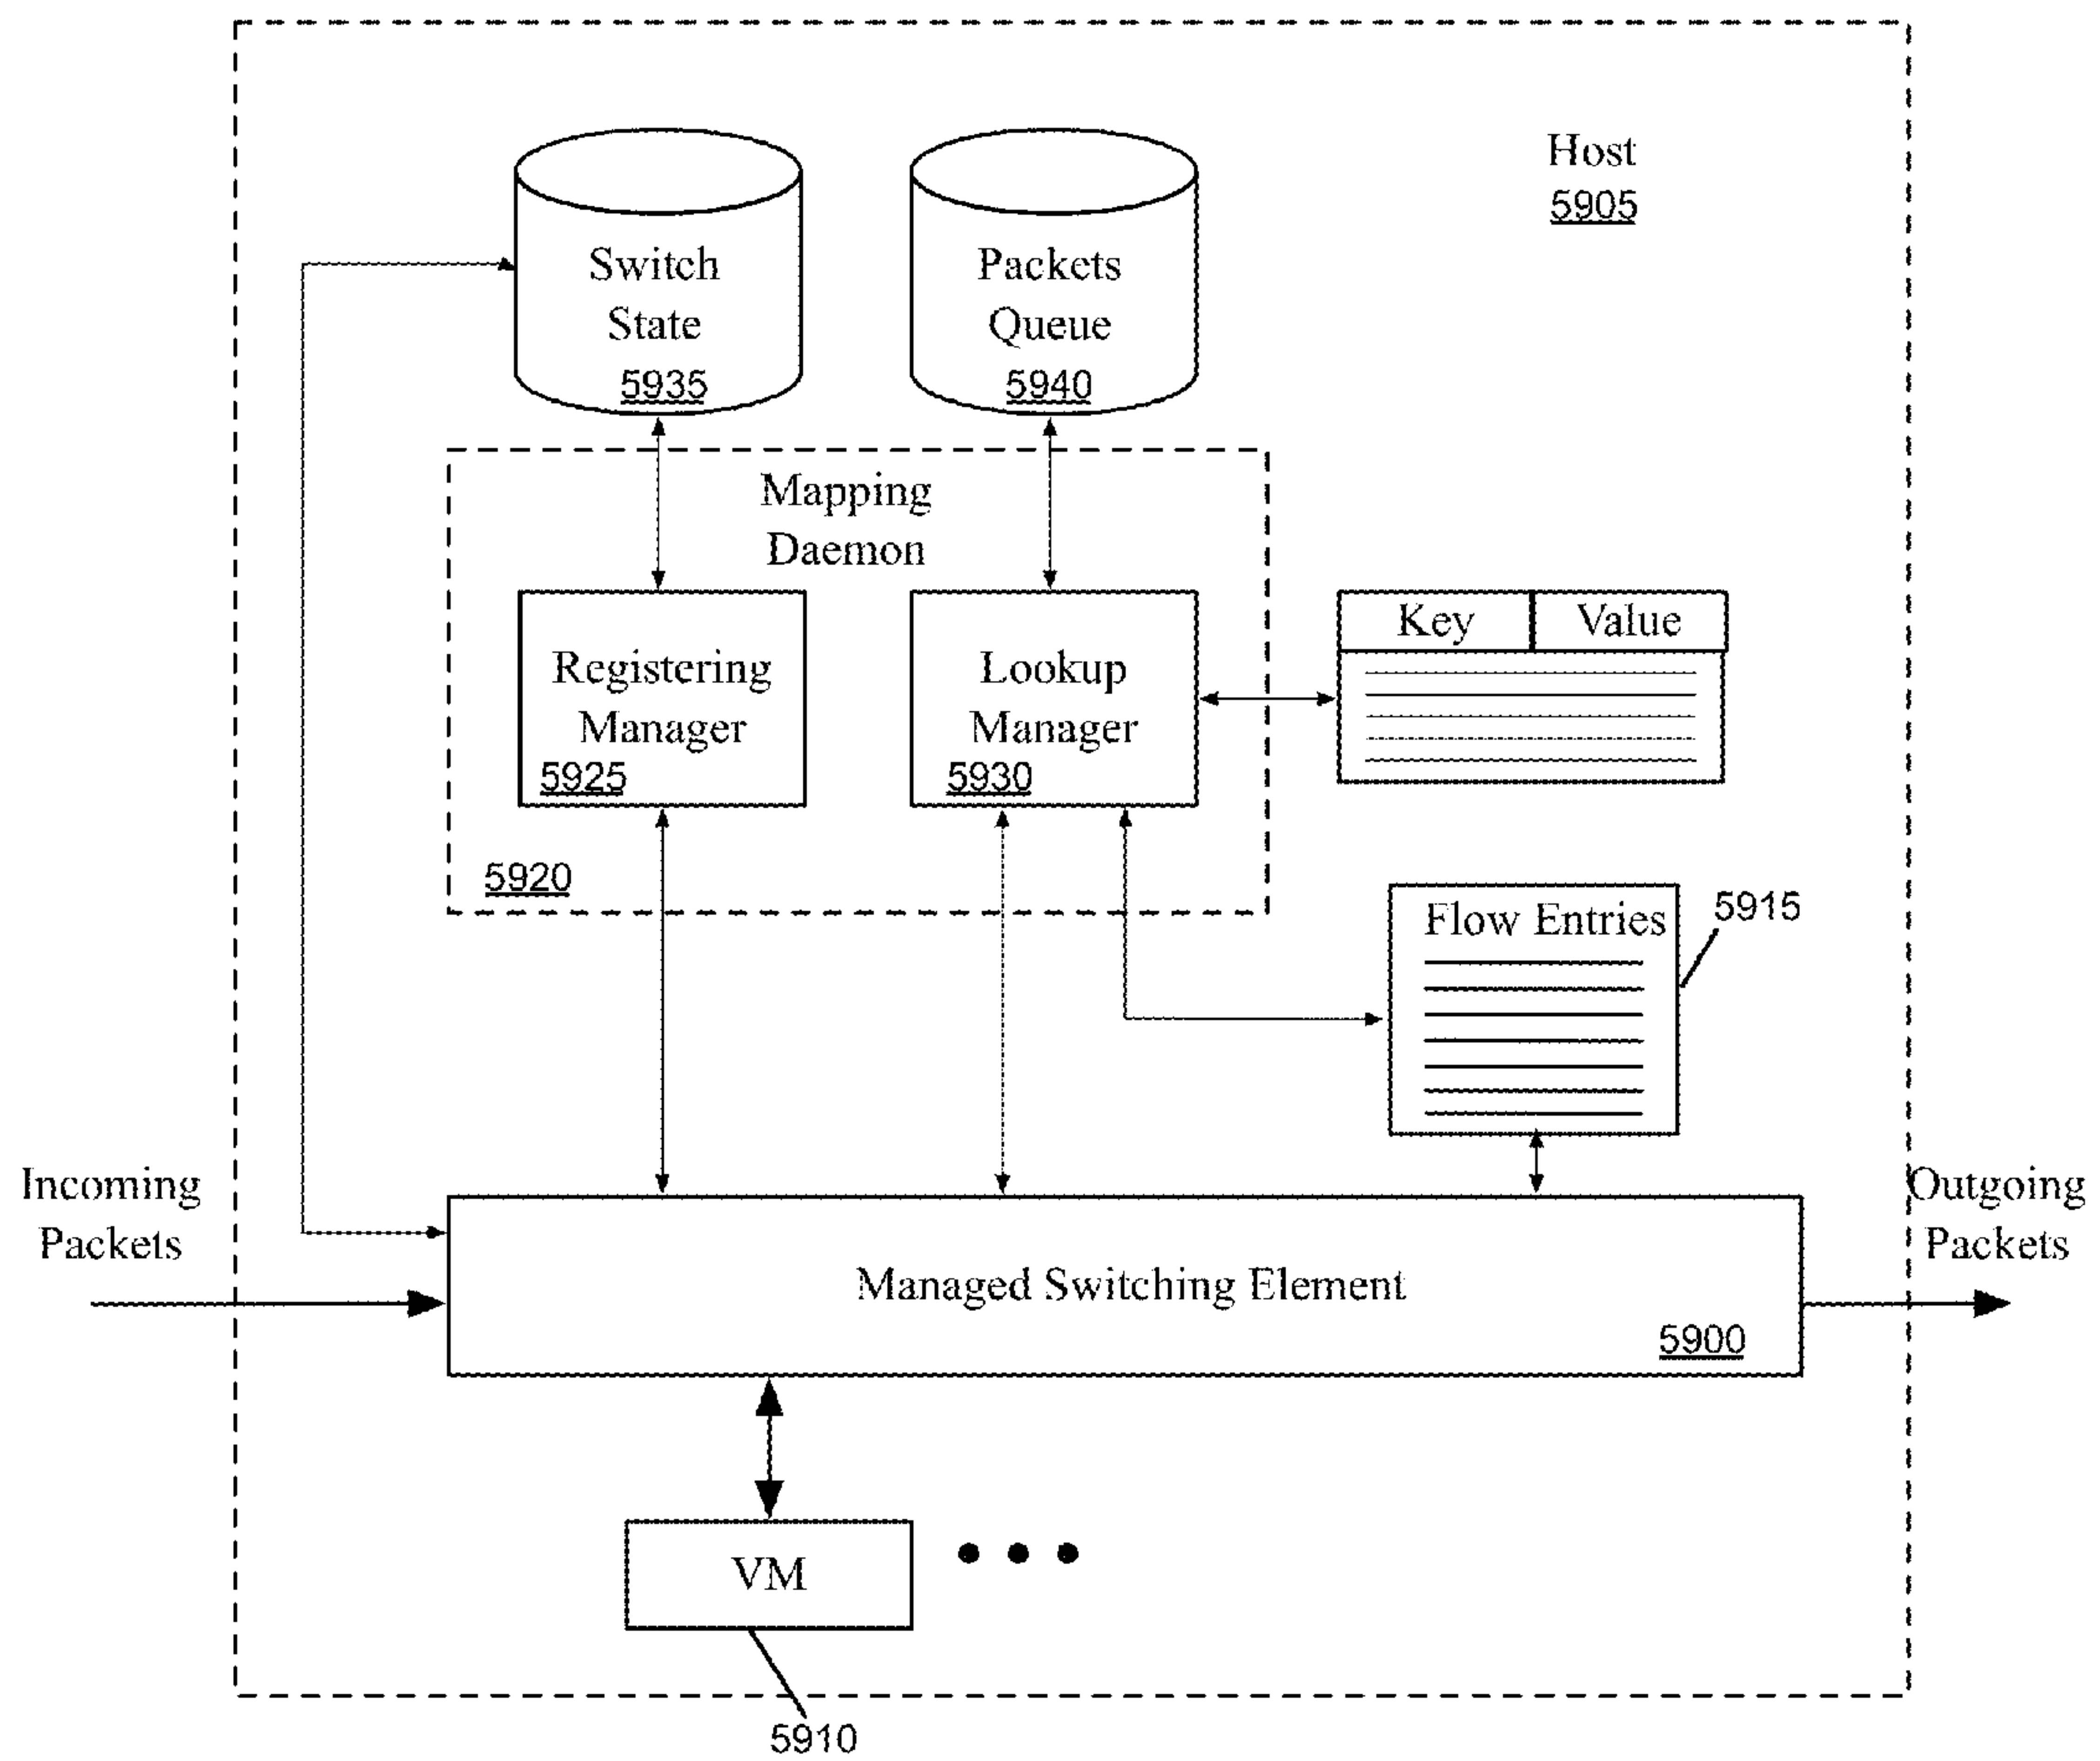 Host
5905
Switch
State
5935
Packets
Queue
5940
Mapping
Daemon
Registering
Manager
5925
Lookup
Manager
5930
Key
Value
5920
Flow Entries
5915
Incoming
Packets
Outgoing
Packets
Managed Switching Element
5900
VM
5910